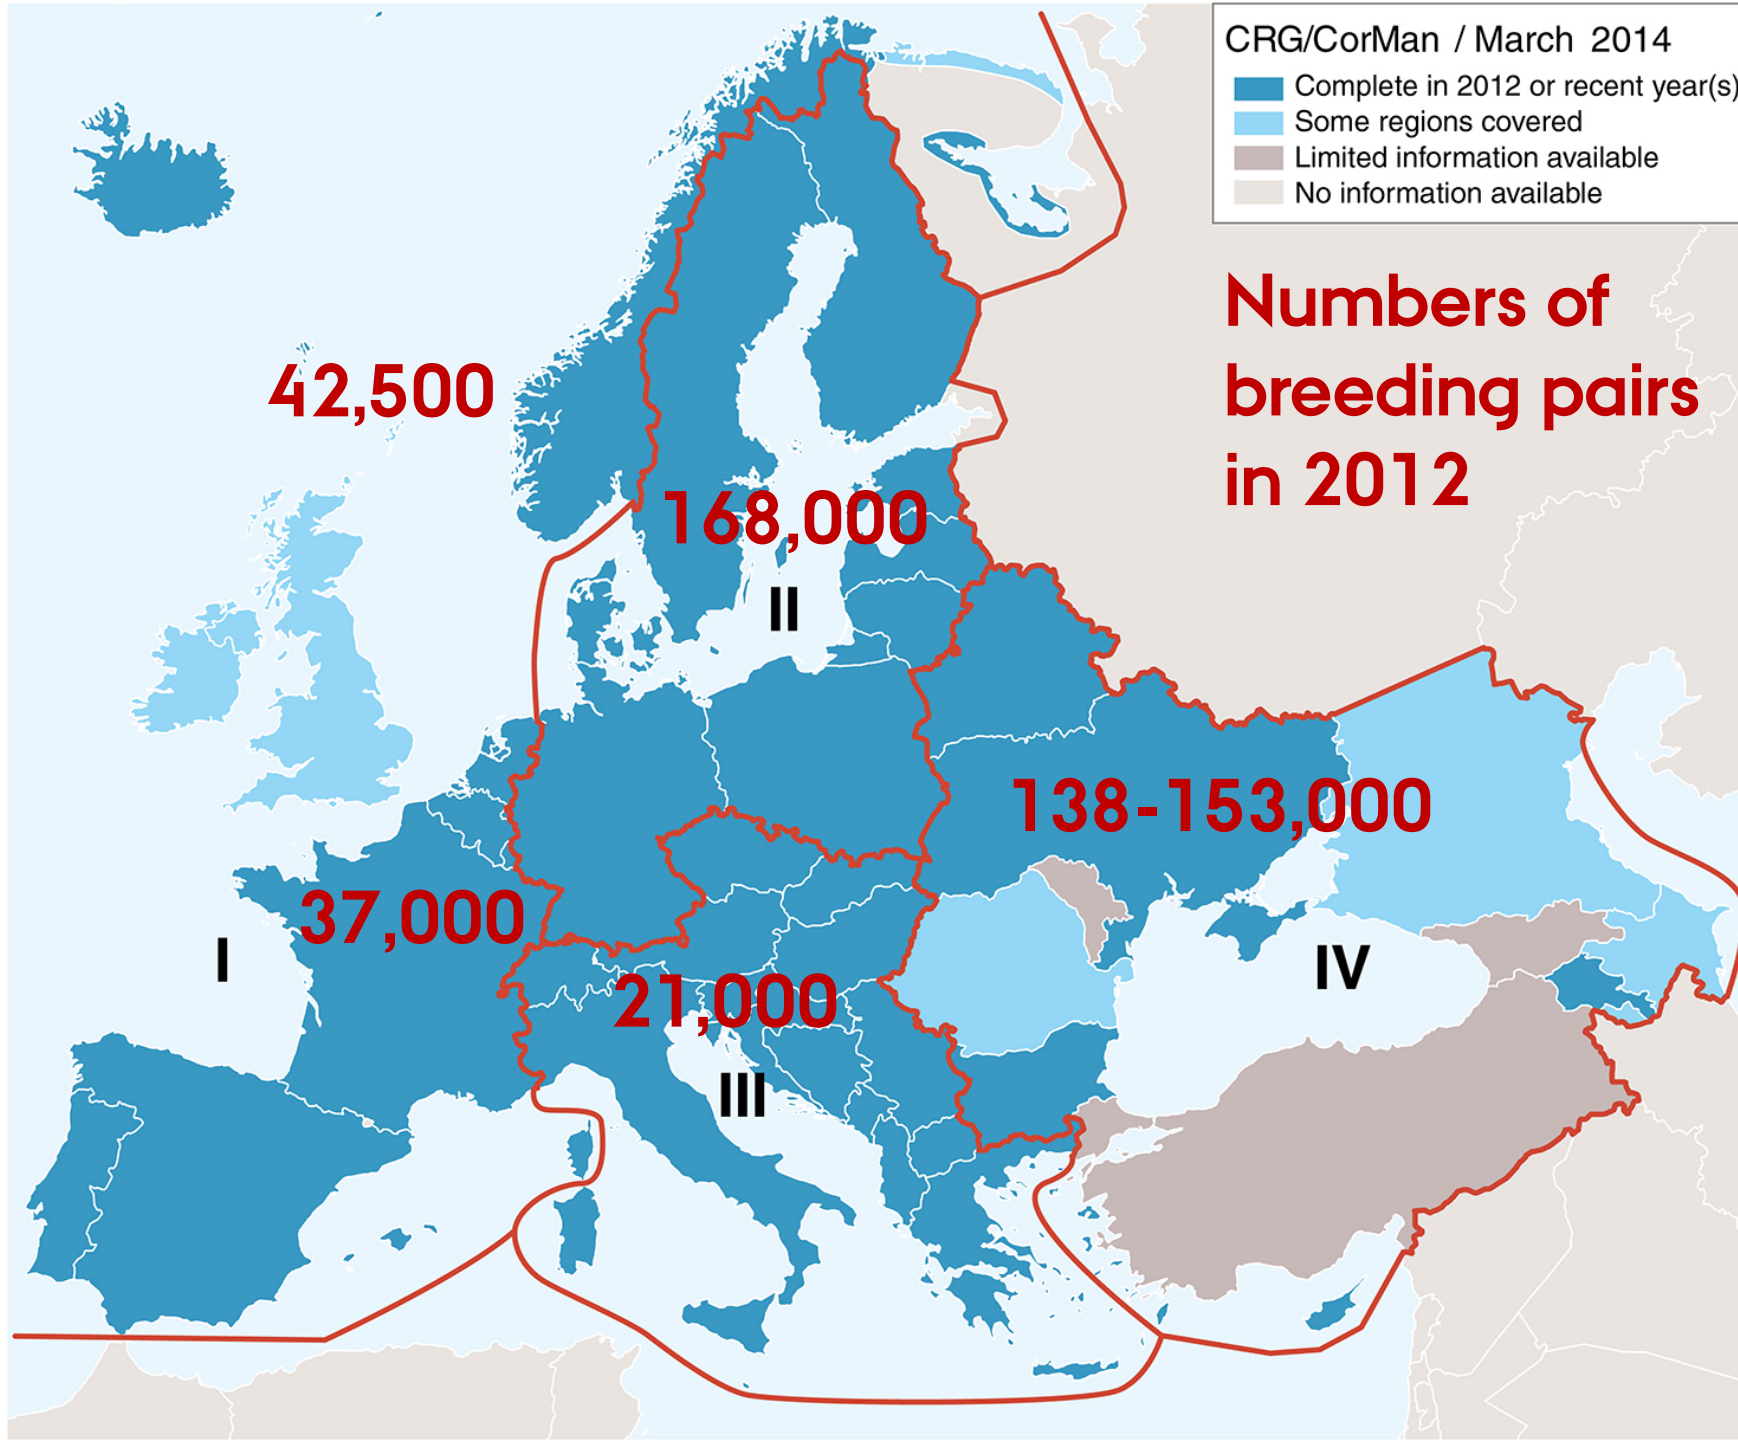 CRG/CorMan / March 2014
Complete in 2012 or recent year(s)
Some regions covered
Limited information available
No information available
Numbers of
breeding pairs
in 2012
42,500
168,000
II
138-153,000
37,000
I
IV
21,000
III